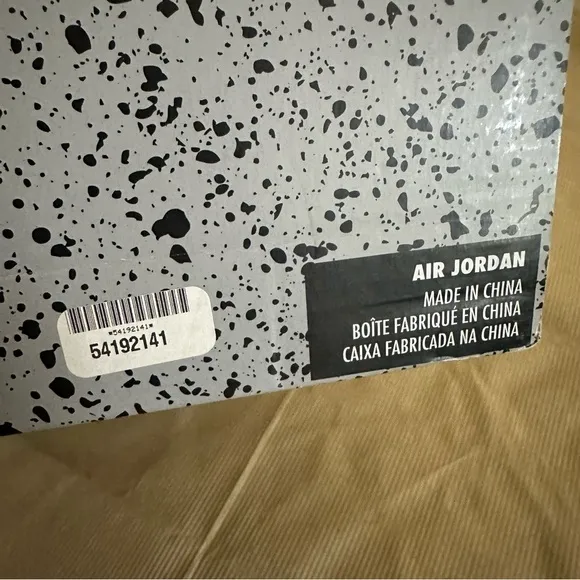 *54192141*
54192141
AIR JORDAN
MADE IN CHINA
BOÎTE FABRIQUÉ EN CHINA
CAIXA FABRICADA NA CHINA